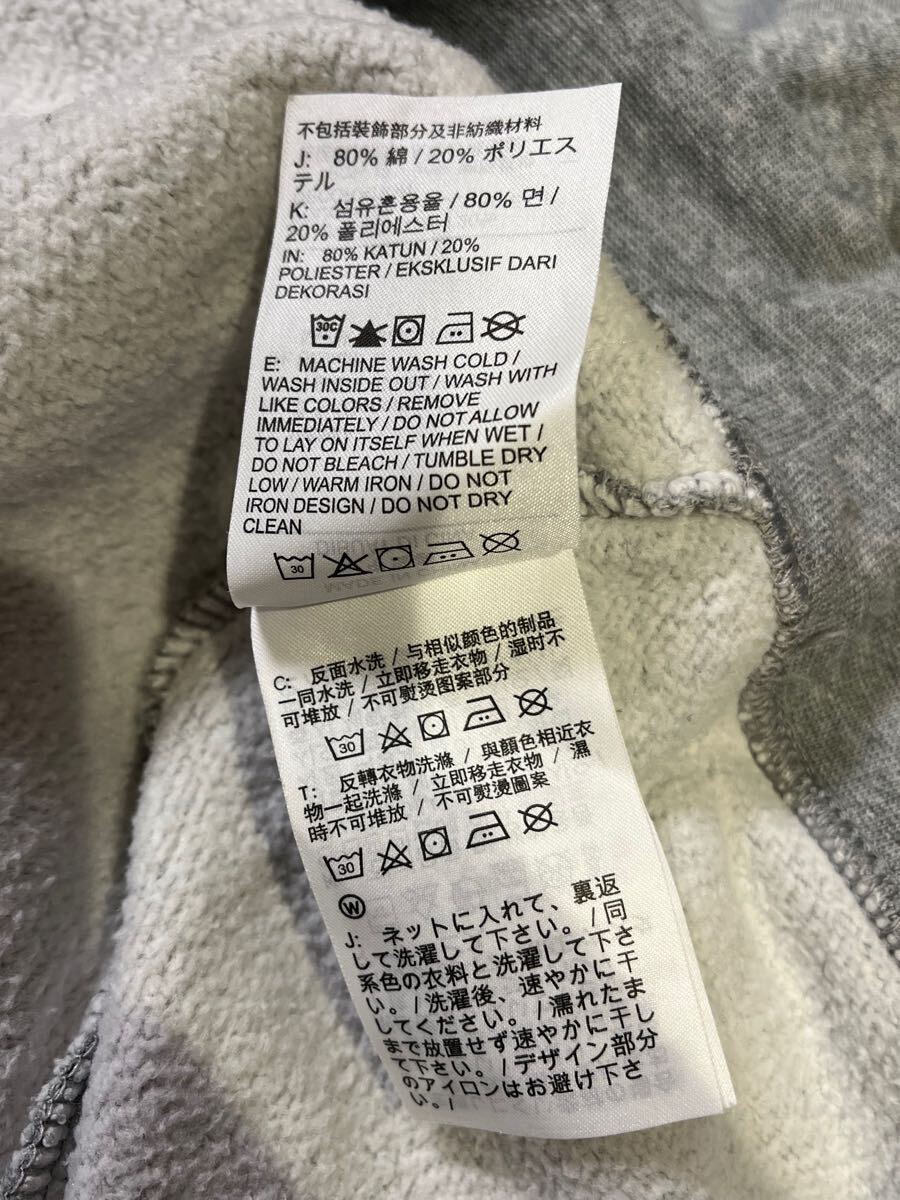 不包括裝飾部分及非紡織材料
J: 80% 綿 / 20% ポリエス
テル
K: 섬유혼용율 / 80% 면 /
20% 폴리에스터
IN: 80% KATUN / 20%
POLIESTER / EKSKLUSIF DARI
DEKORASI
30C
E: MACHINE WASH COLD /
WASH INSIDE OUT / WASH WITH
LIKE COLORS / REMOVE
IMMEDIATELY / DO NOT ALLOW
TO LAY ON ITSELF WHEN WET /
DO NOT BLEACH / TUMBLE DRY
LOW / WARM IRON / DO NOT
IRON DESIGN / DO NOT DRY
CLEAN
30
C: 反面水洗 / 与相似颜色的制品
一同水洗 / 立即移走衣物 / 湿时不
可堆放 / 不可熨烫图案部分
30
T: 反轉衣物洗滌 / 與顏色相近衣
物一起洗滌 / 立即移走衣物 / 濕
時不可堆放 / 不可熨燙圖案
30
W
J: ネットに入れて、裏返
して洗濯して下さい。/ 同
系色の衣料と洗濯して下さ
い。/ 洗濯後、速やかに干
してください。/ 濡れたま
まで放置せず速やかに干し
て下さい。/ デザイン部分
のアイロンはお避け下さ
い。/